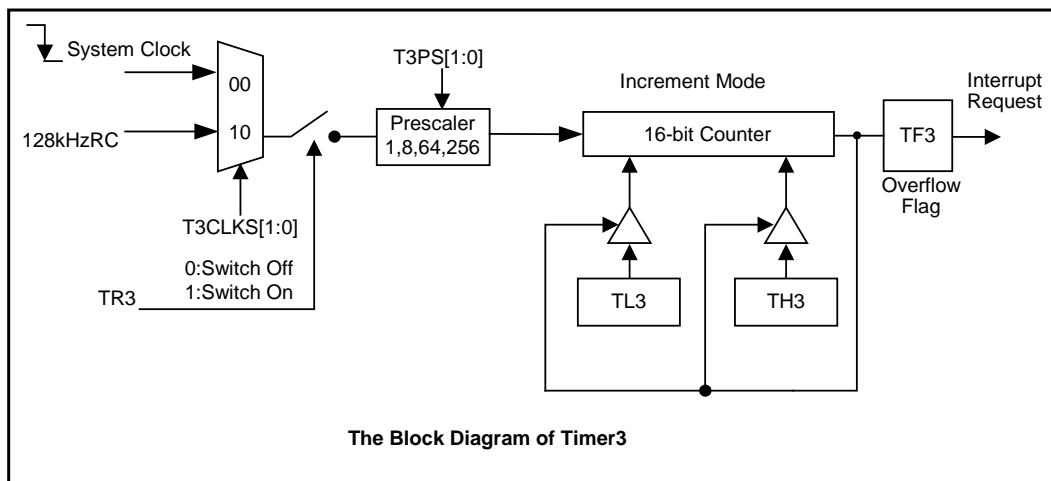 System Clock
128kHzRC
00
10
T3CLKS[1:0]
0:Switch Off
1:Switch On
TR3
T3PS[1:0]
Prescaler
1,8,64,256
Increment Mode
16-bit Counter
TL3
TH3
TF3
Overflow
Flag
Interrupt
Request
The Block Diagram of Timer3